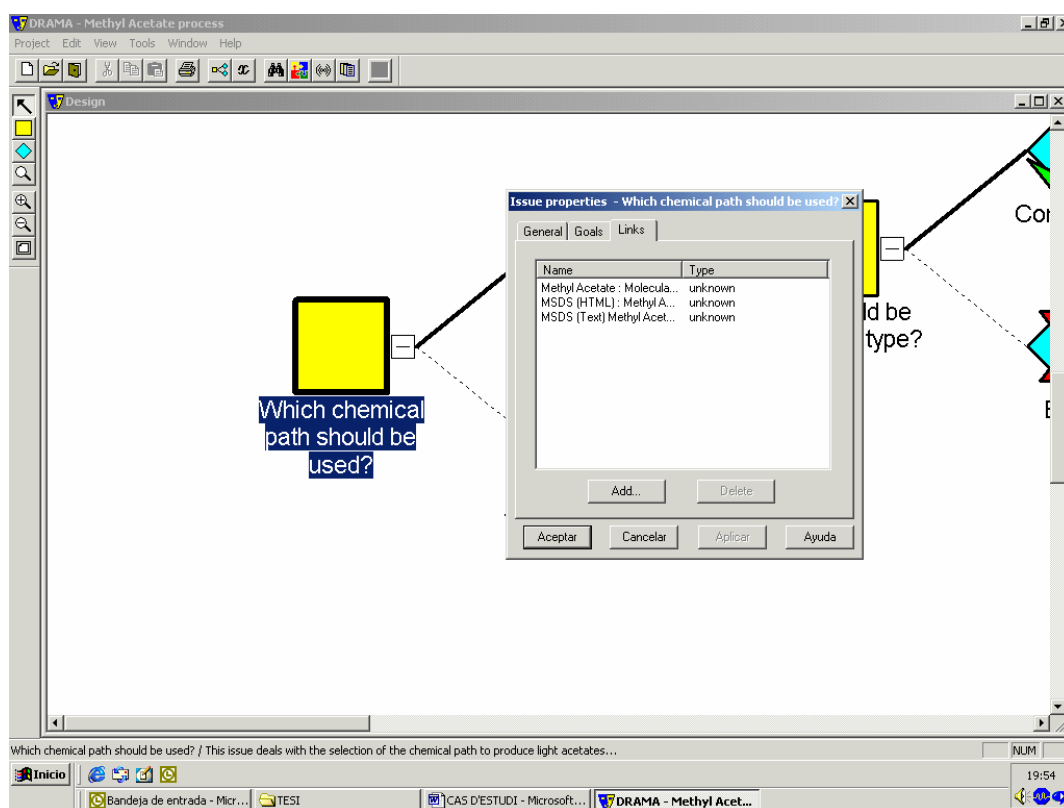 DRAMA - Methyl Acetate process
Project Edit View Tools Window Help
Design
Issue properties - Which chemical path should be used?
General Goals Links
Name Type
Methyl Acetate : Molecula... unknown
MSDS (HTML) : Methyl A... unknown
MSDS (Text) Methyl Acet... unknown
Add... Delete
Aceptar Cancelar Aplicar Ayuda
Which chemical
path should be
used?
be
type?
Which chemical path should be used? / This issue deals with the selection of the chemical path to produce light acetates...
NUM
Inicio
19:54
Bandeja de entrada - Micr...
TESI
CAS D'ESTUDI - Microsoft...
DRAMA - Methyl Acet...